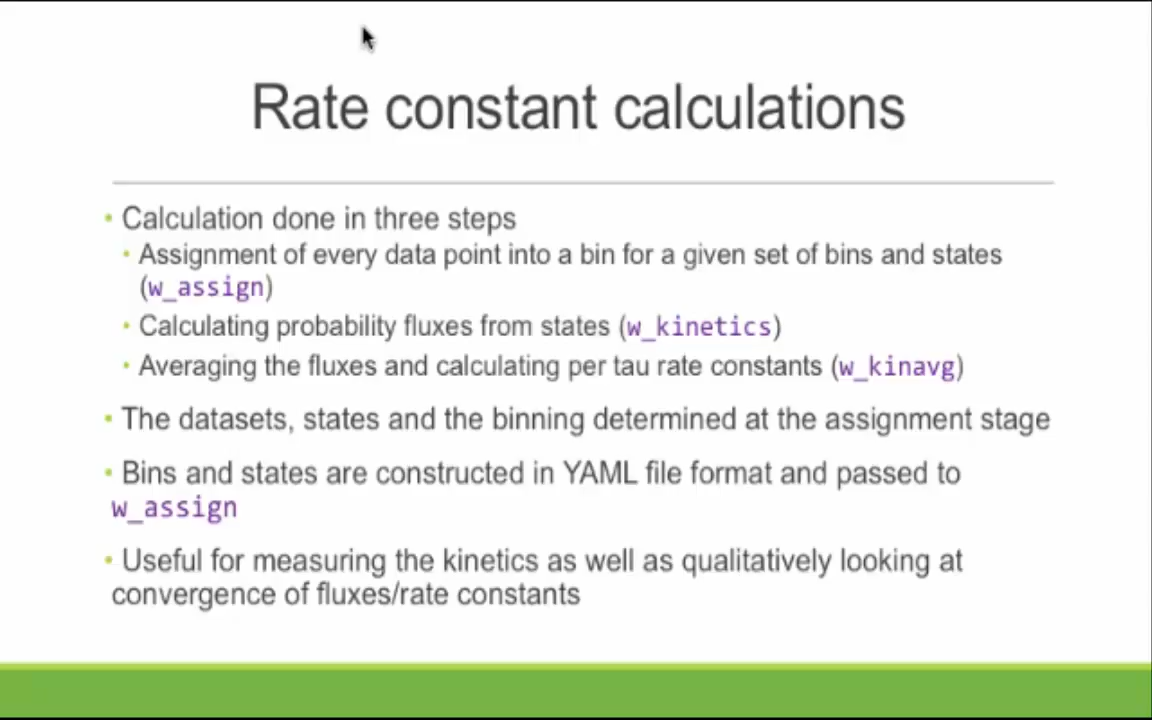 Rate constant calculations
• Calculation done in three steps
• Assignment of every data point into a bin for a given set of bins and states
(w_assign)
• Calculating probability fluxes from states (w_kinetics)
• Averaging the fluxes and calculating per tau rate constants (w_kinavg)
• The datasets, states and the binning determined at the assignment stage
• Bins and states are constructed in YAML file format and passed to
w_assign
• Useful for measuring the kinetics as well as qualitatively looking at
convergence of fluxes/rate constants